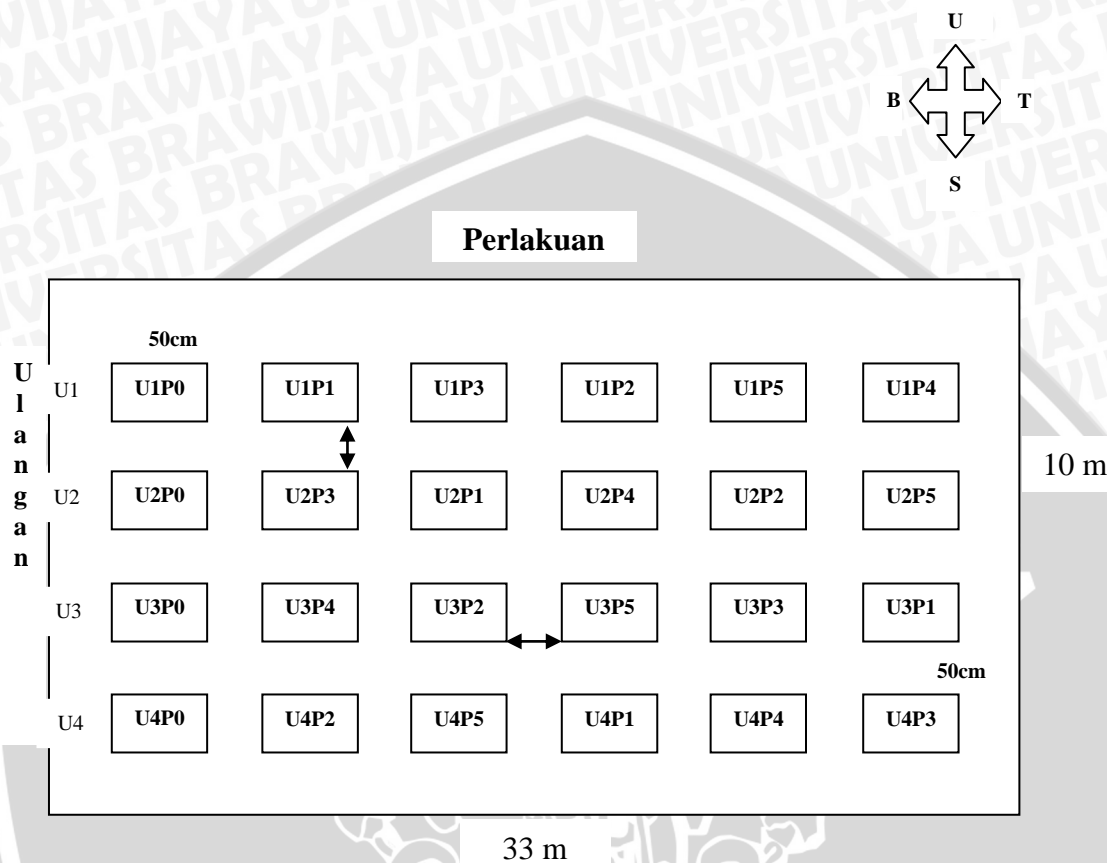 U
B T
S
Perlakuan
50cm
Ulangan
U1 U1P0 U1P1 U1P3 U1P2 U1P5 U1P4
10 m
U2 U2P0 U2P3 U2P1 U2P4 U2P2 U2P5
U3 U3P0 U3P4 U3P2 U3P5 U3P3 U3P1
50cm
U4 U4P0 U4P2 U4P5 U4P1 U4P4 U4P3
33 m